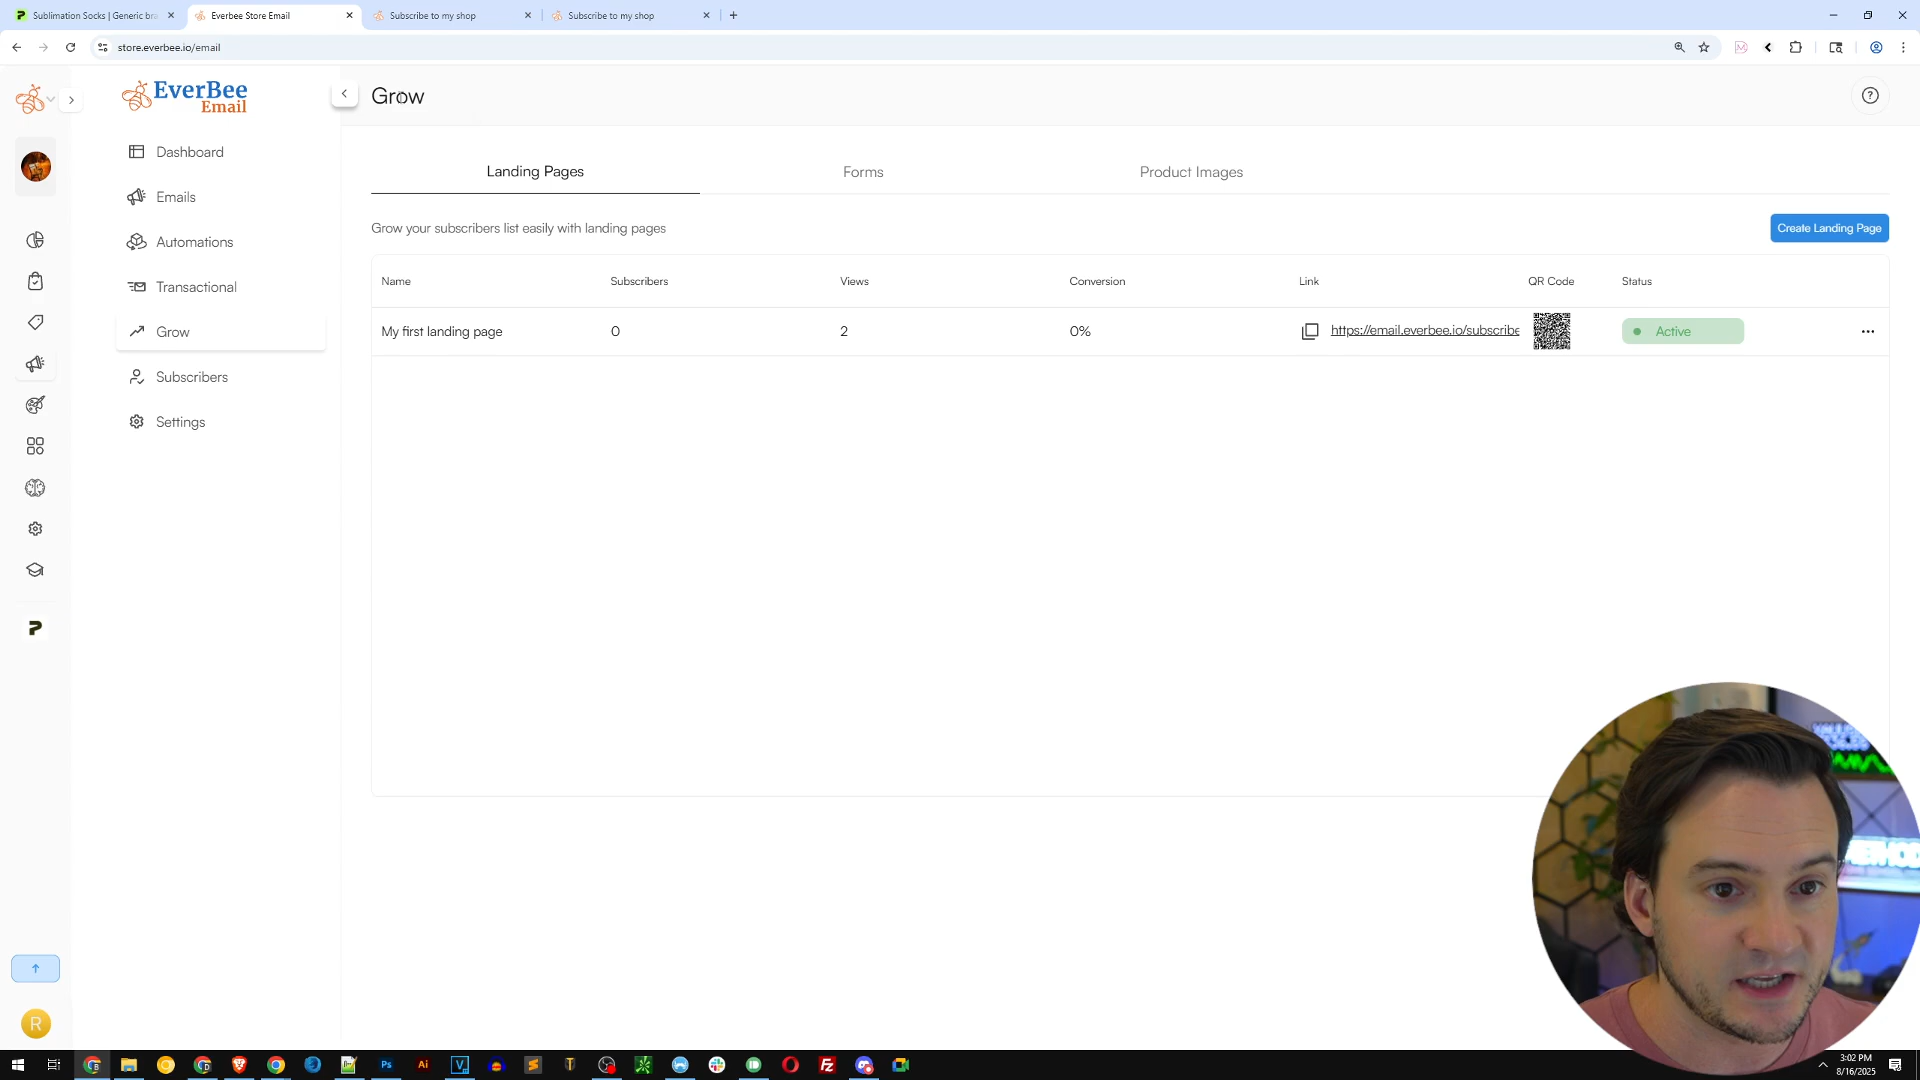 Sublimation Socks | Generic bra
Everbee Store Email
Subscribe to my shop
Subscribe to my shop
store.everbee.io/email
EverBee
Email
Grow
Dashboard
Emails
Automations
Transactional
Grow
Subscribers
Settings
Landing Pages
Forms
Product Images
Grow your subscribers list easily with landing pages
Create Landing Page
Name
Subscribers
Views
Conversion
Link
QR Code
Status
My first landing page
0
2
0%
https://email.everbee.io/subscribe
Active
R
3:02 PM
8/16/2025